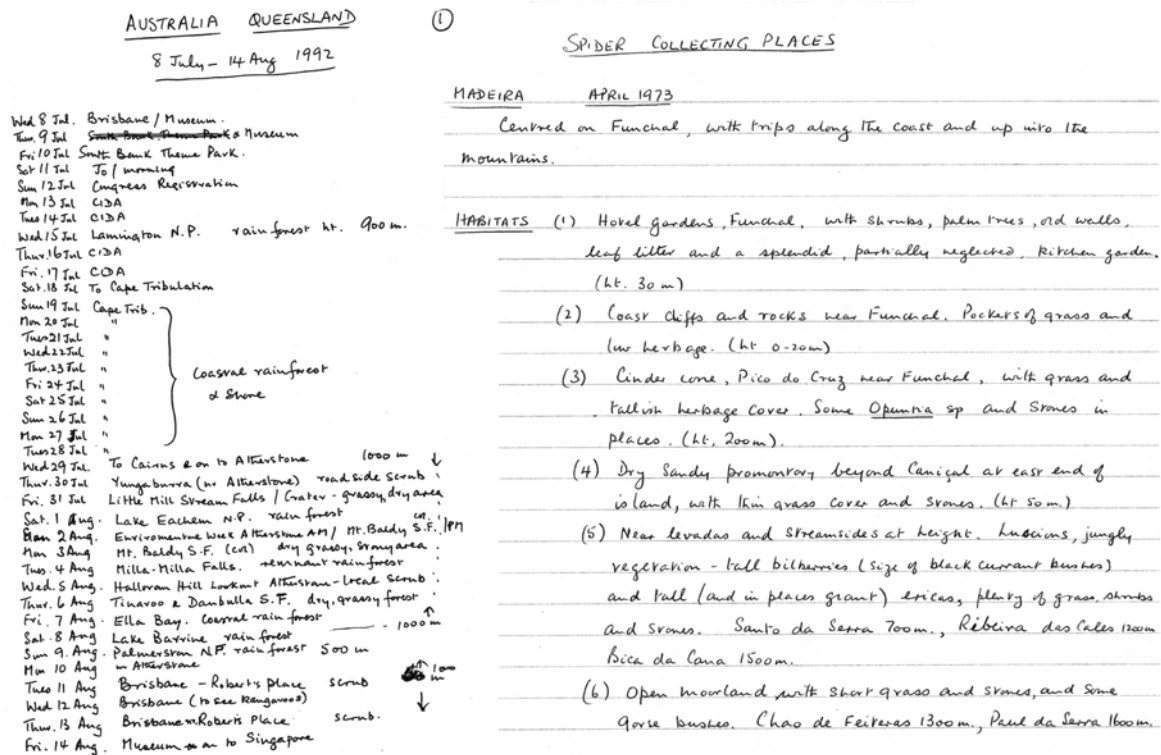 AUSTRALIA QUEENSLAND ①
8 July - 14 Aug 1992
Wed 8 Jul. Brisbane / Museum.
Thur. 9 Jul South Bank Theme Park & Museum
Fri 10 Jul South Bank Theme Park.
Sat 11 Jul To / morning
Sun 12 Jul Congress Registration
Mon 13 Jul CIDA
Tues 14 Jul CIDA
Wed 15 Jul Lamington N.P. rainforest ht. 900 m.
Thur. 16 Jul CIDA
Fri. 17 Jul CIDA
Sat. 18 Jul To Cape Tribulation
Sun 19 Jul Cape Trib.
Mon 20 Jul "
Tues 21 Jul "
Wed 22 Jul "
Thur. 23 Jul "
Fri 24 Jul "
Sat 25 Jul "
Sun 26 Jul "
Mon 27 Jul "
Tues 28 Jul "
coastal rainforest
& shore
Wed 29 Jul. To Cairns & on to Atherstone 1000 m ↓
Thur. 30 Jul Yungaburra (nr Atherstone) roadside scrub
Fri. 31 Jul Little Mill Stream Falls / Crater - grassy, dry area
Sat. 1 Aug. Lake Eachem N.P. rain forest
Sun 2 Aug. Environment Week Atherstone AM / Mt. Baldy S.F. PM
Mon 3 Aug Mt. Baldy S.F. (cot) dry grassy, stony area
Tues. 4 Aug Milla-Milla Falls. remnant rainforest
Wed. 5 Aug. Halloran Hill Lookout Atherston - local scrub
Thur. 6 Aug Tinaroo & Danbulla S.F. dry, grassy forest
Fri. 7 Aug. Ella Bay. coastal rain forest
Sat. 8 Aug Lake Barrine rain forest - 1000 m ↑
Sun 9. Aug. Palmerston N.P. rain forest 500 m
Mon 10 Aug in Atherstone
Tues 11 Aug Brisbane - Robert's place scrub ↑ 100 m
Wed 12 Aug Brisbane (to see kangaroos) ↓
Thur. 13 Aug Brisbane Robert's Place scrub.
Fri. 14 Aug. Museum & on to Singapore
SPIDER COLLECTING PLACES
MADEIRA APRIL 1973
Centred on Funchal, with trips along the coast and up into the
mountains.
HABITATS (1) Hotel gardens, Funchal, with shrubs, palm trees, old walls,
leaf litter and a splendid, partially neglected, kitchen garden.
(ht. 30 m)
(2) Coast cliffs and rocks near Funchal. Pockets of grass and
low herbage. (ht 0-20m)
(3) Cinder cone, Pico do Cruz near Funchal, with grass and
tallish herbage cover. Some Opuntia sp and stones in
places. (ht. 200m).
(4) Dry sandy promontory beyond Caniçal at east end of
island, with thin grass cover and stones. (ht 50m.)
(5) Near levadas and streamsides at height. Luscious, jungly
vegetation - tall bilberries (size of black currant bushes)
and tall (and in places giant) ericas, plenty of grass, shrubs
and stones. Santo da Serra 700m., Ribeira das Cales 1200m
Bica da Cana 1500m.
(6) Open moorland, with short grass and stones, and some
gorse bushes. Chao de Feiteras 1300m., Paul da Serra 1600m.